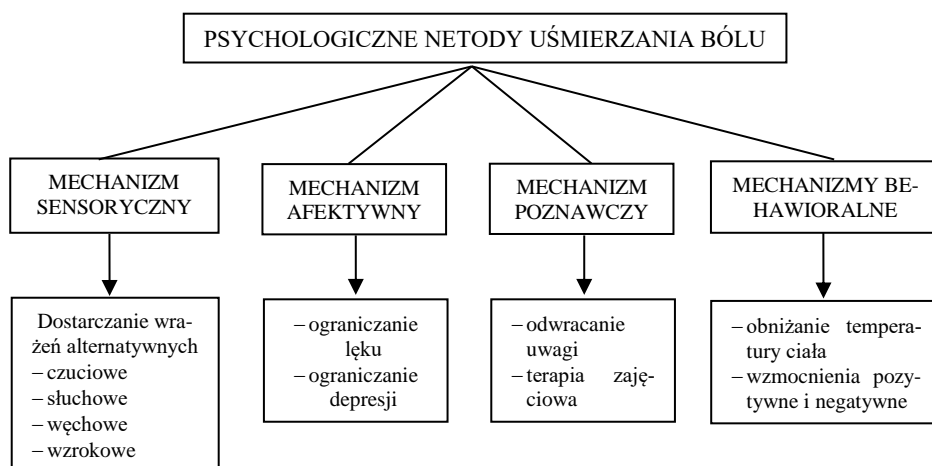 PSYCHOLOGICZNE NETODY UŚMIERZANIA BÓLU
MECHANIZM
SENSORYCZNY
MECHANIZM
AFEKTYWNY
MECHANIZM
POZNAWCZY
MECHANIZMY BE-
HAWIORALNE
Dostarczanie wra-
żeń alternatywnych
– czuciowe
– słuchowe
– węchowe
– wzrokowe
– ograniczanie
lęku
– ograniczanie
depresji
– odwracanie
uwagi
– terapia zaję-
ciowa
– obniżanie tempera-
tury ciała
– wzmocnienia pozy-
tywne i negatywne